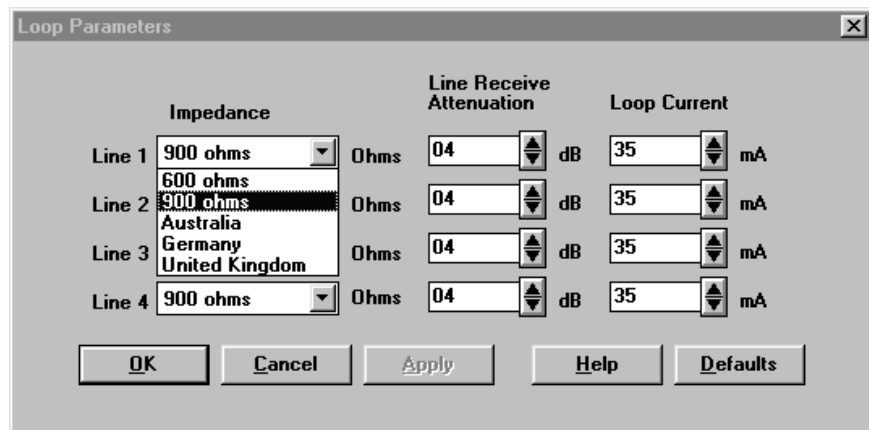 Loop Parameters
Impedance
Line Receive
Attenuation
Loop Current
Line 1 900 ohms Ohms 04 dB 35 mA
600 ohms
Line 2 900 ohms Ohms 04 dB 35 mA
Australia
Germany
Line 3 Ohms 04 dB 35 mA
United Kingdom
Line 4 900 ohms Ohms 04 dB 35 mA
OK Cancel Apply Help Defaults